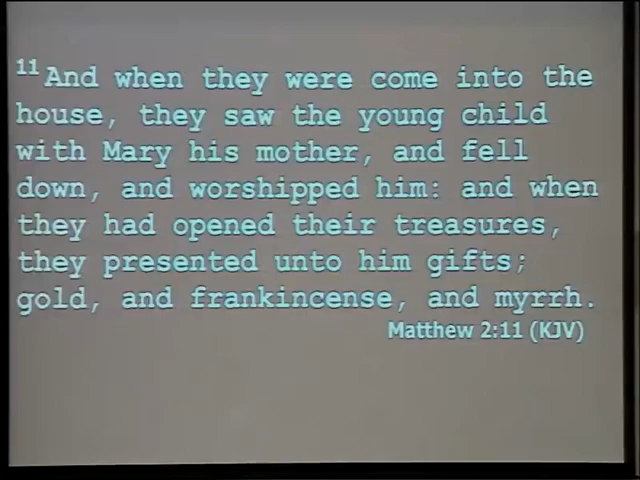 11 And when they were come into the
house, they saw the young child
with Mary his mother, and fell
down, and worshipped him: and when
they had opened their treasures,
they presented unto him gifts;
gold, and frankincense, and myrrh.
Matthew 2:11 (KJV)